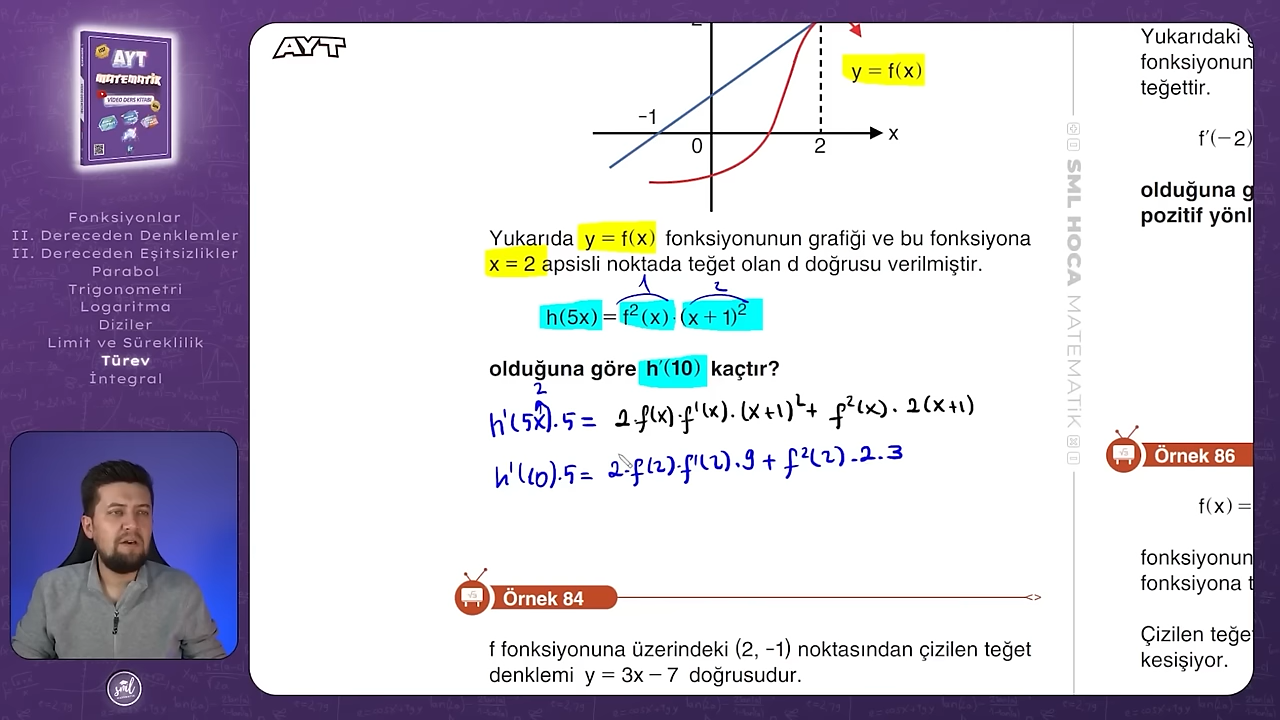 AYT
MATEMATİK
VİDEO DERS KİTABI
Fonksiyonlar
II. Dereceden Denklemler
II. Dereceden Eşitsizlikler
Parabol
Trigonometri
Logaritma
Diziler
Limit ve Süreklilik
Türev
İntegral
sml
AYT
2
y = f(x)
−1
0
2
x
Yukarıda y = f(x) fonksiyonunun grafiği ve bu fonksiyona
x = 2 apsisli noktada teğet olan d doğrusu verilmiştir.
1 2
h(5x) = f²(x) · (x + 1)²
olduğuna göre h′(10) kaçtır?
2
h'(5x).5 = 2.f(x).f'(x).(x+1)² + f²(x).2(x+1)
h'(10).5 = 2.f(2).f'(2).9 + f²(2).2.3
Örnek 84
f fonksiyonuna üzerindeki (2, −1) noktasından çizilen teğet
denklemi y = 3x − 7 doğrusudur.
SML HOCA MATEMATİK
Yukarıdaki
fonksiyonun
teğettir.
f′(−2)
olduğuna g
pozitif yönl
Örnek 86
f(x) =
fonksiyonun
fonksiyona t
Çizilen teğe
kesişiyor.